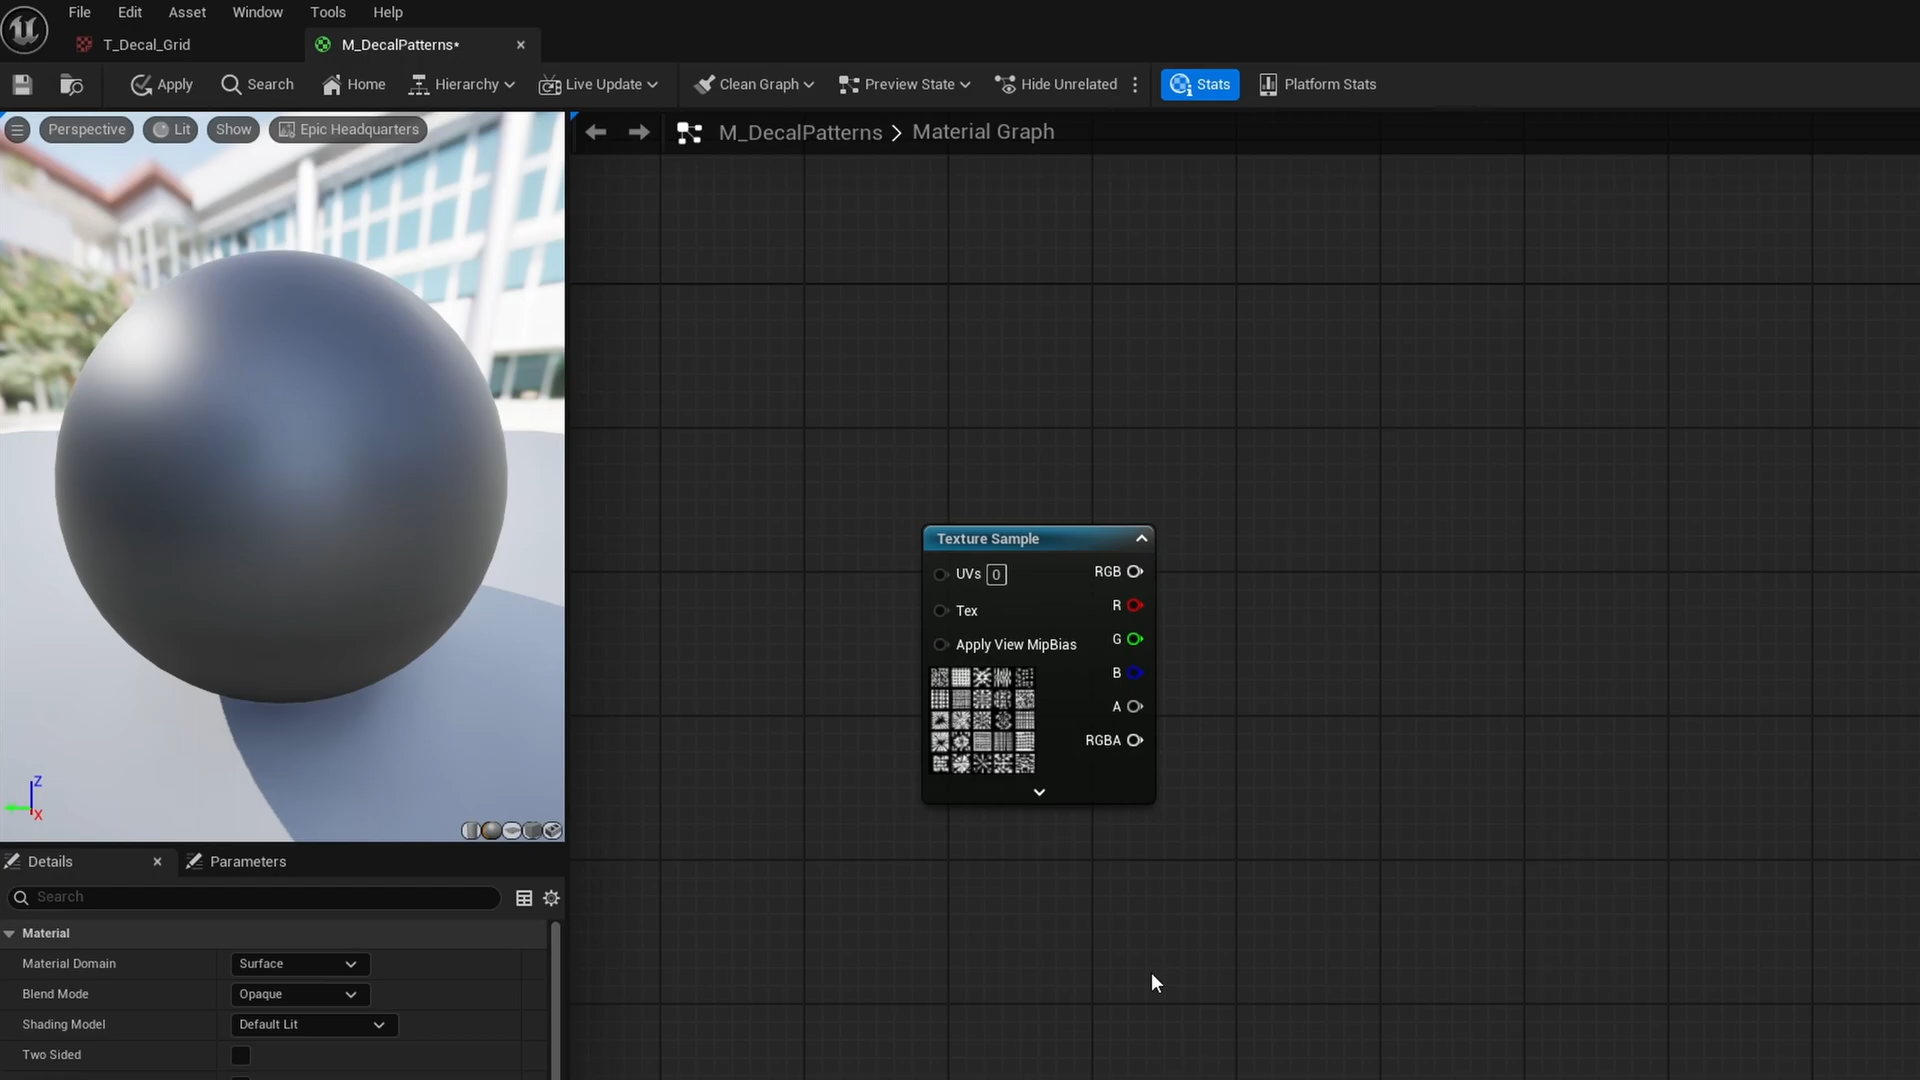 File Edit Asset Window Tools Help
T_Decal_Grid M_DecalPatterns*
Apply Search Home Hierarchy Live Update Clean Graph Preview State Hide Unrelated Stats Platform Stats
Perspective Lit Show Epic Headquarters
M_DecalPatterns > Material Graph
Texture Sample
UVs 0 RGB
R
Tex
G
Apply View MipBias
B
A
RGBA
Z
X
Details Parameters
Search
Material
Material Domain Surface
Blend Mode Opaque
Shading Model Default Lit
Two Sided